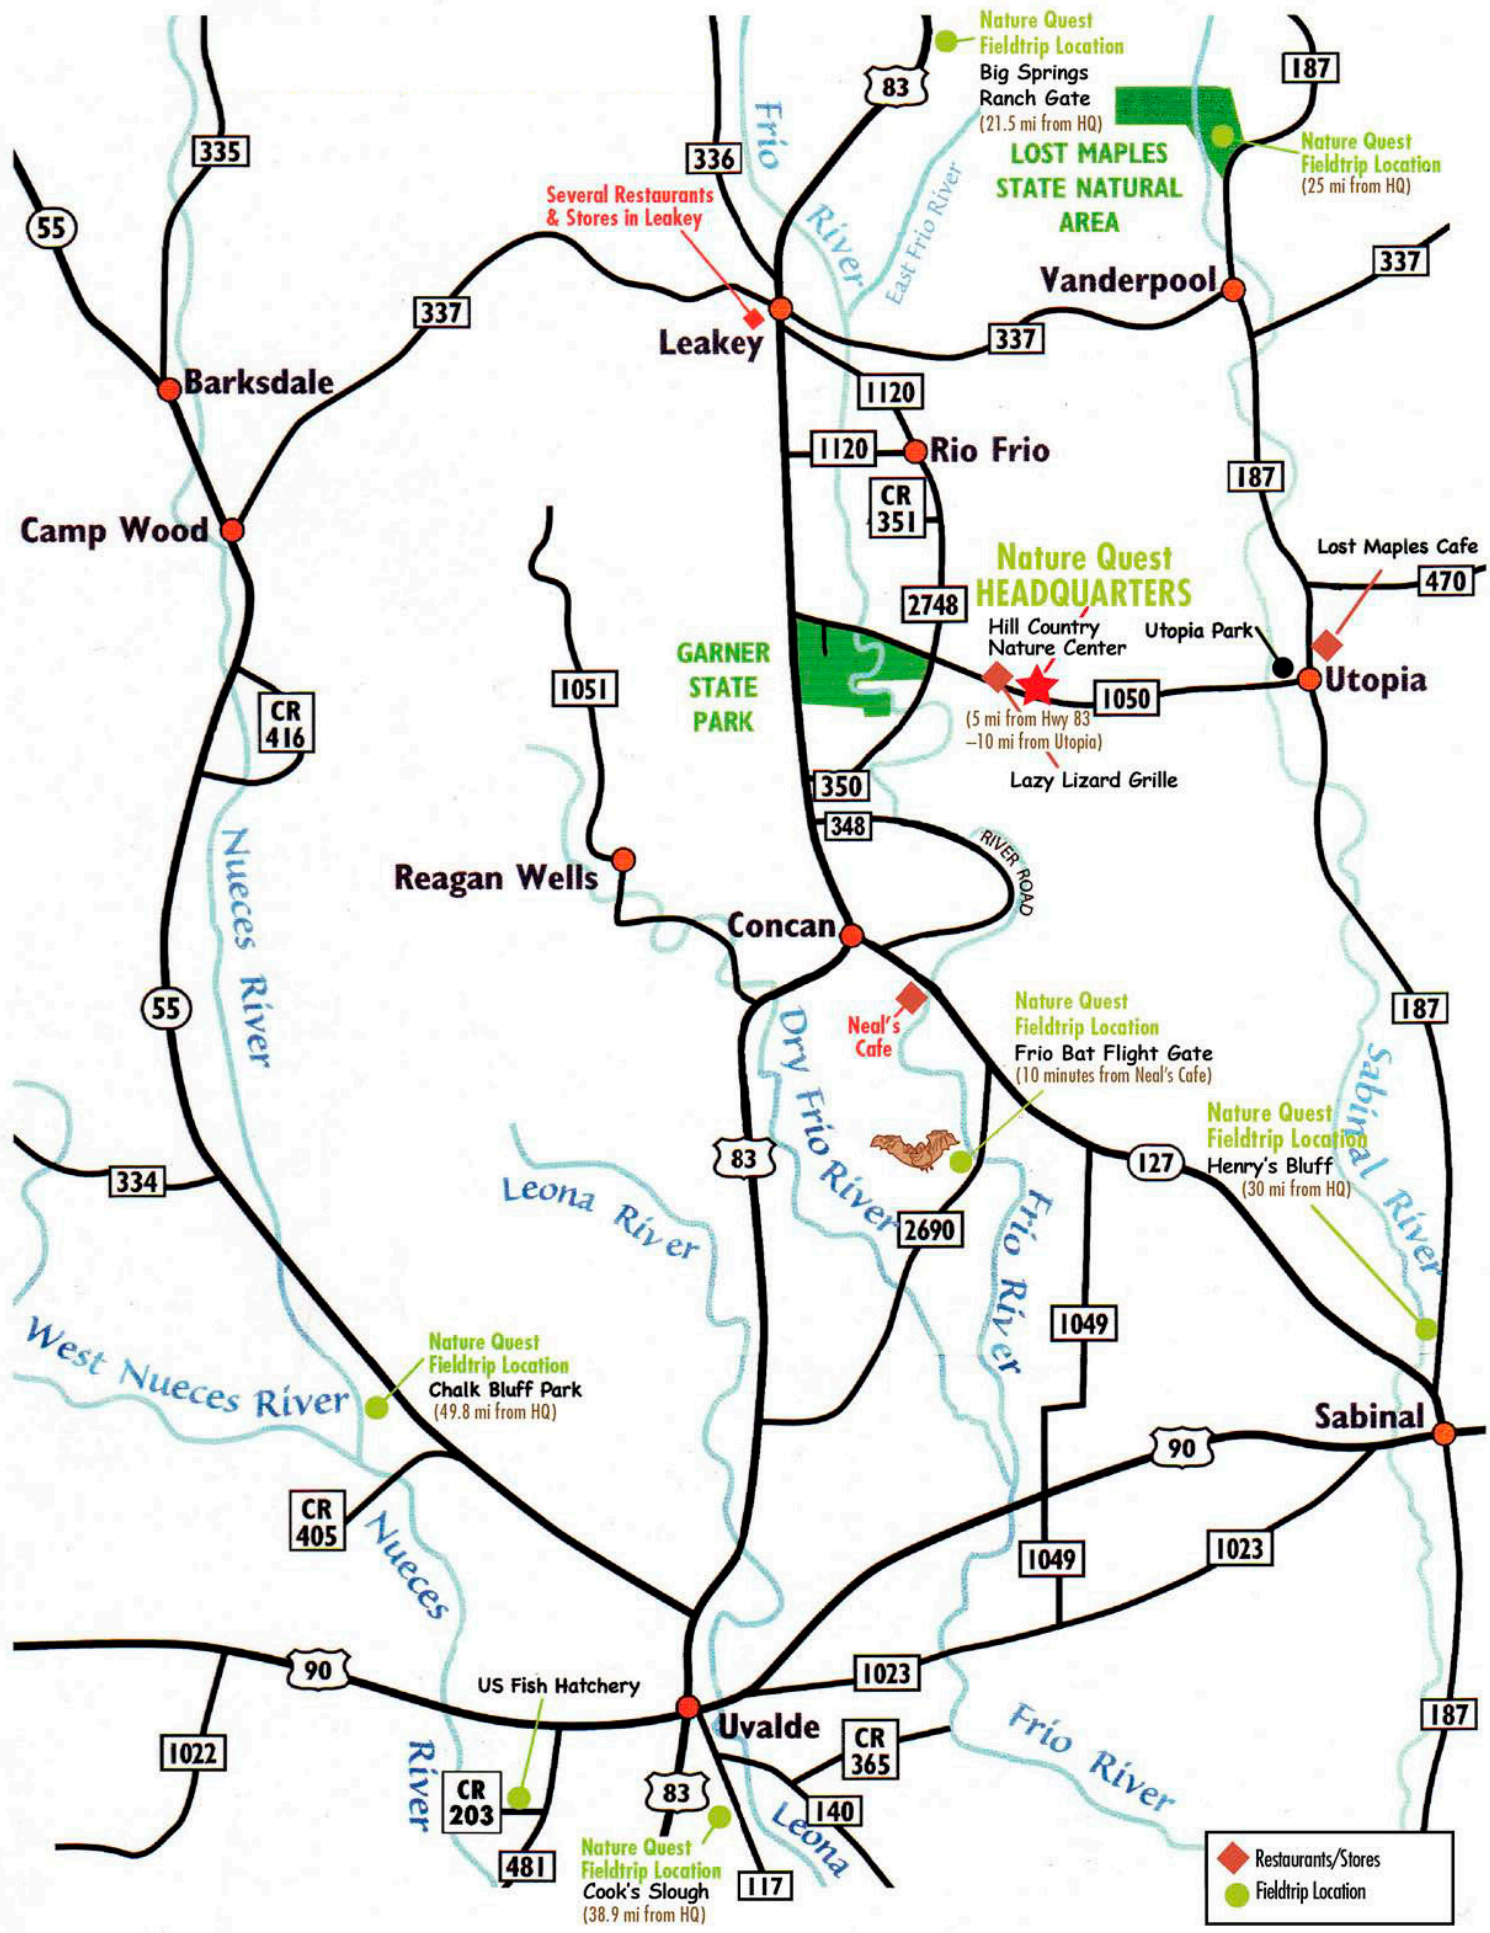 Nature Quest
Fieldtrip Location
Big Springs
Ranch Gate
(21.5 mi from HQ)
83
187
335
336
Frio
River
East Frio River
LOST MAPLES
STATE NATURAL
AREA
Nature Quest
Fieldtrip Location
(25 mi from HQ)
Several Restaurants
& Stores in Leakey
55
337
337
337
Vanderpool
Leakey
Barksdale
1120
1120
Rio Frio
187
CR
351
Camp Wood
Lost Maples Cafe
470
Nature Quest
HEADQUARTERS
Hill Country
Nature Center
2748
Utopia Park
GARNER
STATE
PARK
1051
CR
416
1050
Utopia
(5 mi from Hwy 83
–10 mi from Utopia)
Lazy Lizard Grille
350
348
RIVER ROAD
Nueces River
Reagan Wells
Concan
55
187
Neal's
Cafe
Nature Quest
Fieldtrip Location
Frio Bat Flight Gate
(10 minutes from Neal's Cafe)
Dry Frio River
Sabinal River
Nature Quest
Fieldtrip Location
Henry's Bluff
(30 mi from HQ)
83
127
334
Leona River
2690
Frio River
1049
West Nueces River
Nature Quest
Fieldtrip Location
Chalk Bluff Park
(49.8 mi from HQ)
Sabinal
90
CR
405
Nueces
River
1049
1023
90
1023
US Fish Hatchery
Uvalde
187
1022
CR
365
Frio River
CR
203
83
140
Leona
481
Nature Quest
Fieldtrip Location
Cook's Slough
(38.9 mi from HQ)
117
Restaurants/Stores
Fieldtrip Location